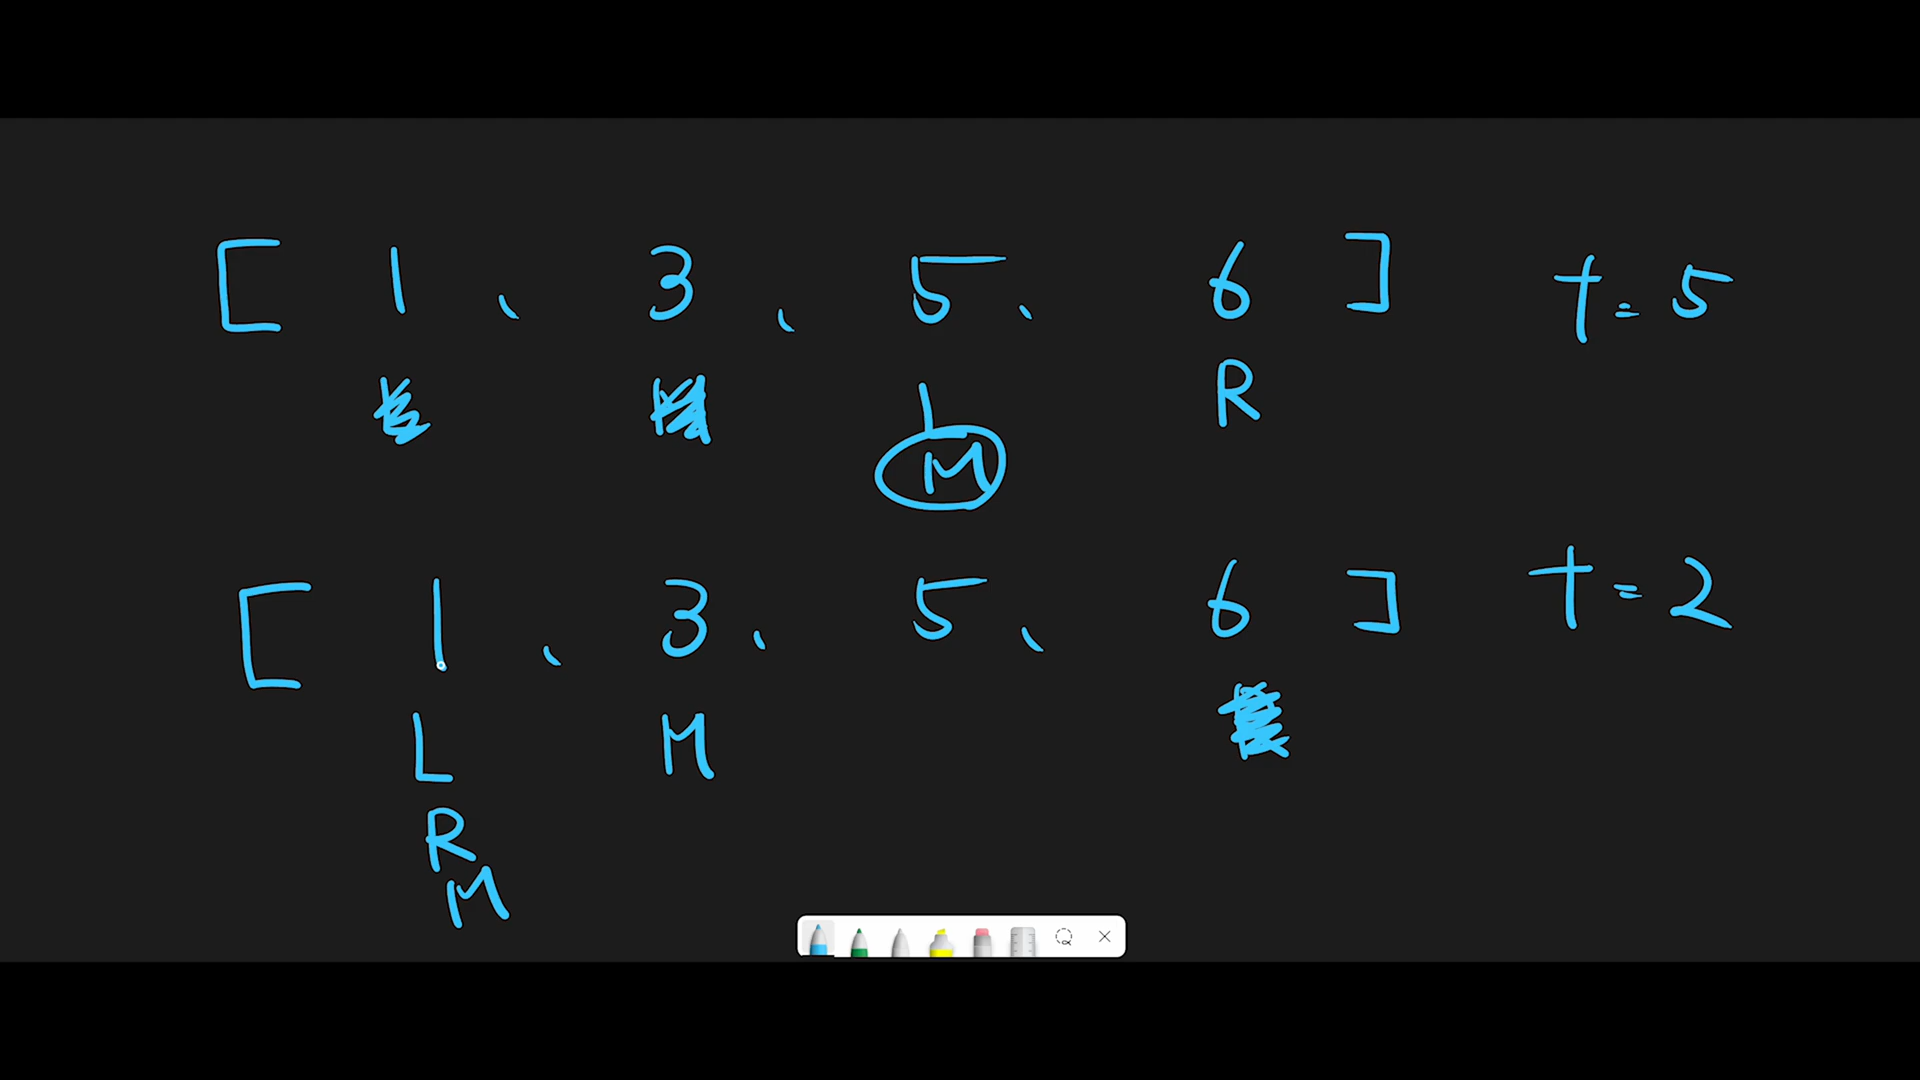 [ 1 、 3 、 5 、 6 ] t = 5
L M R
M
[ 1 、 3 、 5 、 6 ] t = 2
L M
R
M